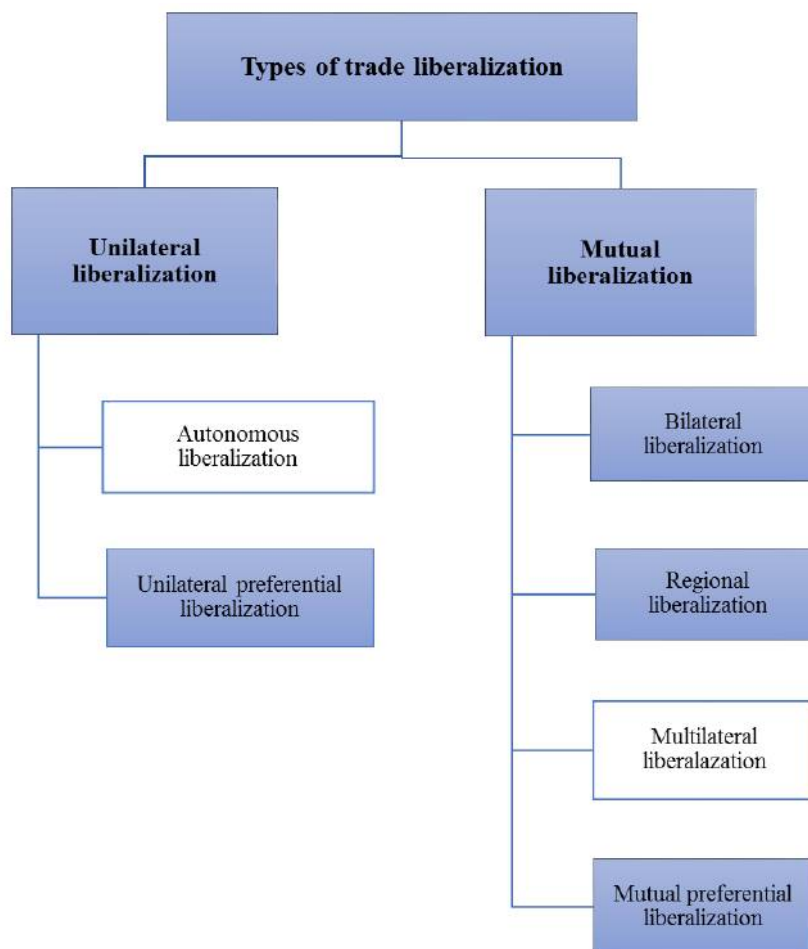 Types of trade liberalization
Unilateral
liberalization
Mutual
liberalization
Autonomous
liberalization
Unilateral preferential
liberalization
Bilateral
liberalization
Regional
liberalization
Multilateral
liberalazation
Mutual preferential
liberalization